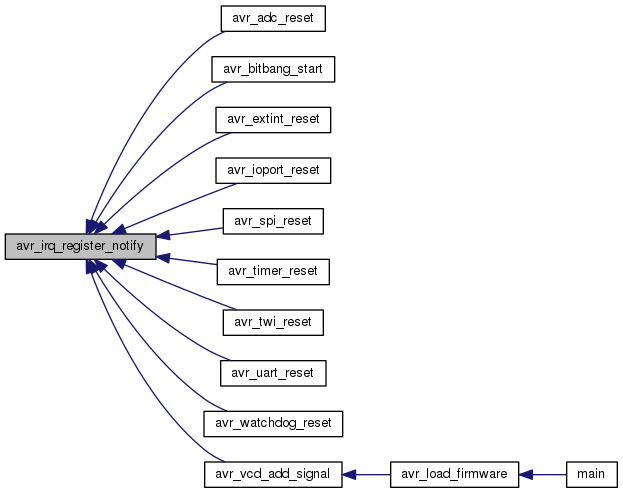 avr_adc_reset
avr_bitbang_start
avr_extint_reset
avr_ioport_reset
avr_spi_reset
avr_irq_register_notify
avr_timer_reset
avr_twi_reset
avr_uart_reset
avr_watchdog_reset
avr_vcd_add_signal
avr_load_firmware
main